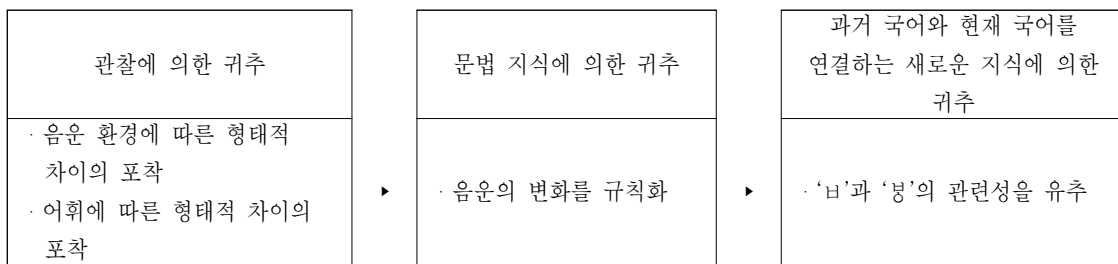 관찰에 의한 귀추
· 음운 환경에 따른 형태적
차이의 포착
· 어휘에 따른 형태적 차이의
포착
▶
문법 지식에 의한 귀추
· 음운의 변화를 규칙화
▶
과거 국어와 현재 국어를
연결하는 새로운 지식에 의한
귀추
· ‘ㅂ’과 ‘ㅸ’의 관련성을 유추